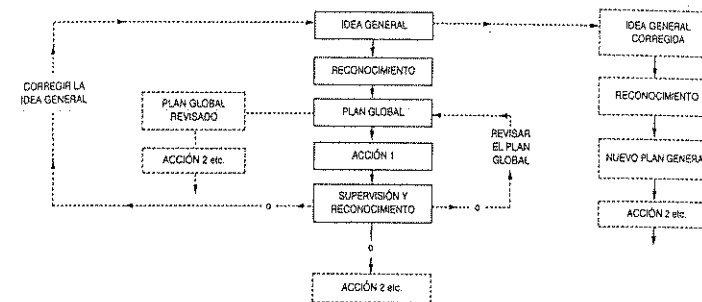 IDEA GENERAL
IDEA GENERAL
CORREGIDA
RECONOCIMIENTO
CORREGIR LA
IDEA GENERAL
PLAN GLOBAL
REVISADO
PLAN GLOBAL
REVISAR
EL PLAN
GLOBAL
RECONOCIMIENTO
ACCIÓN 2 etc.
ACCIÓN 1
NUEVO PLAN GENERA
SUPERVISIÓN Y
RECONOCIMIENTO
o
o
ACCIÓN 2 etc.
o
ACCIÓN 2 etc.